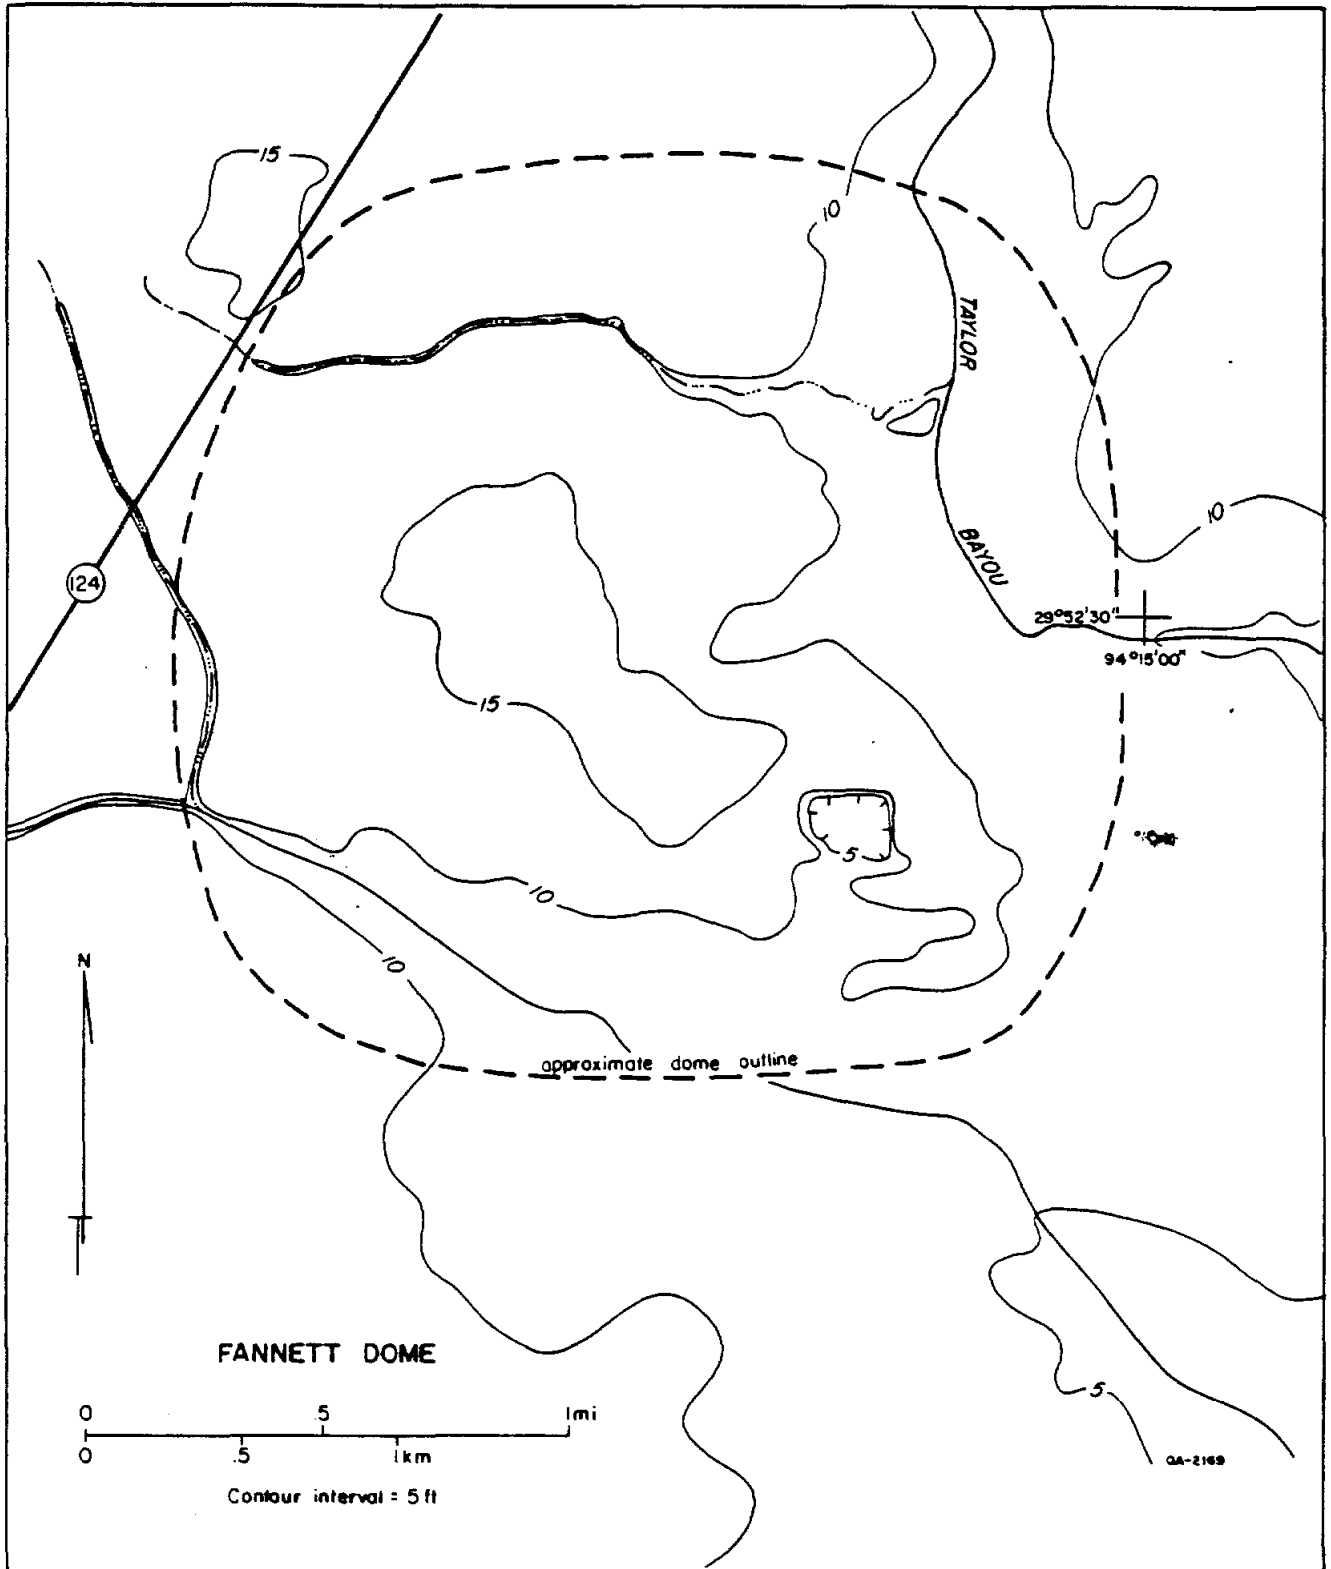 15
10
TAYLOR
10
BAYOU
124
29°52'30"
94°15'00"
15
5
10
10
N
approximate dome outline
FANNETT DOME
0 .5 1mi
0 .5 1km
5
QA-2169
Contour interval = 5 ft